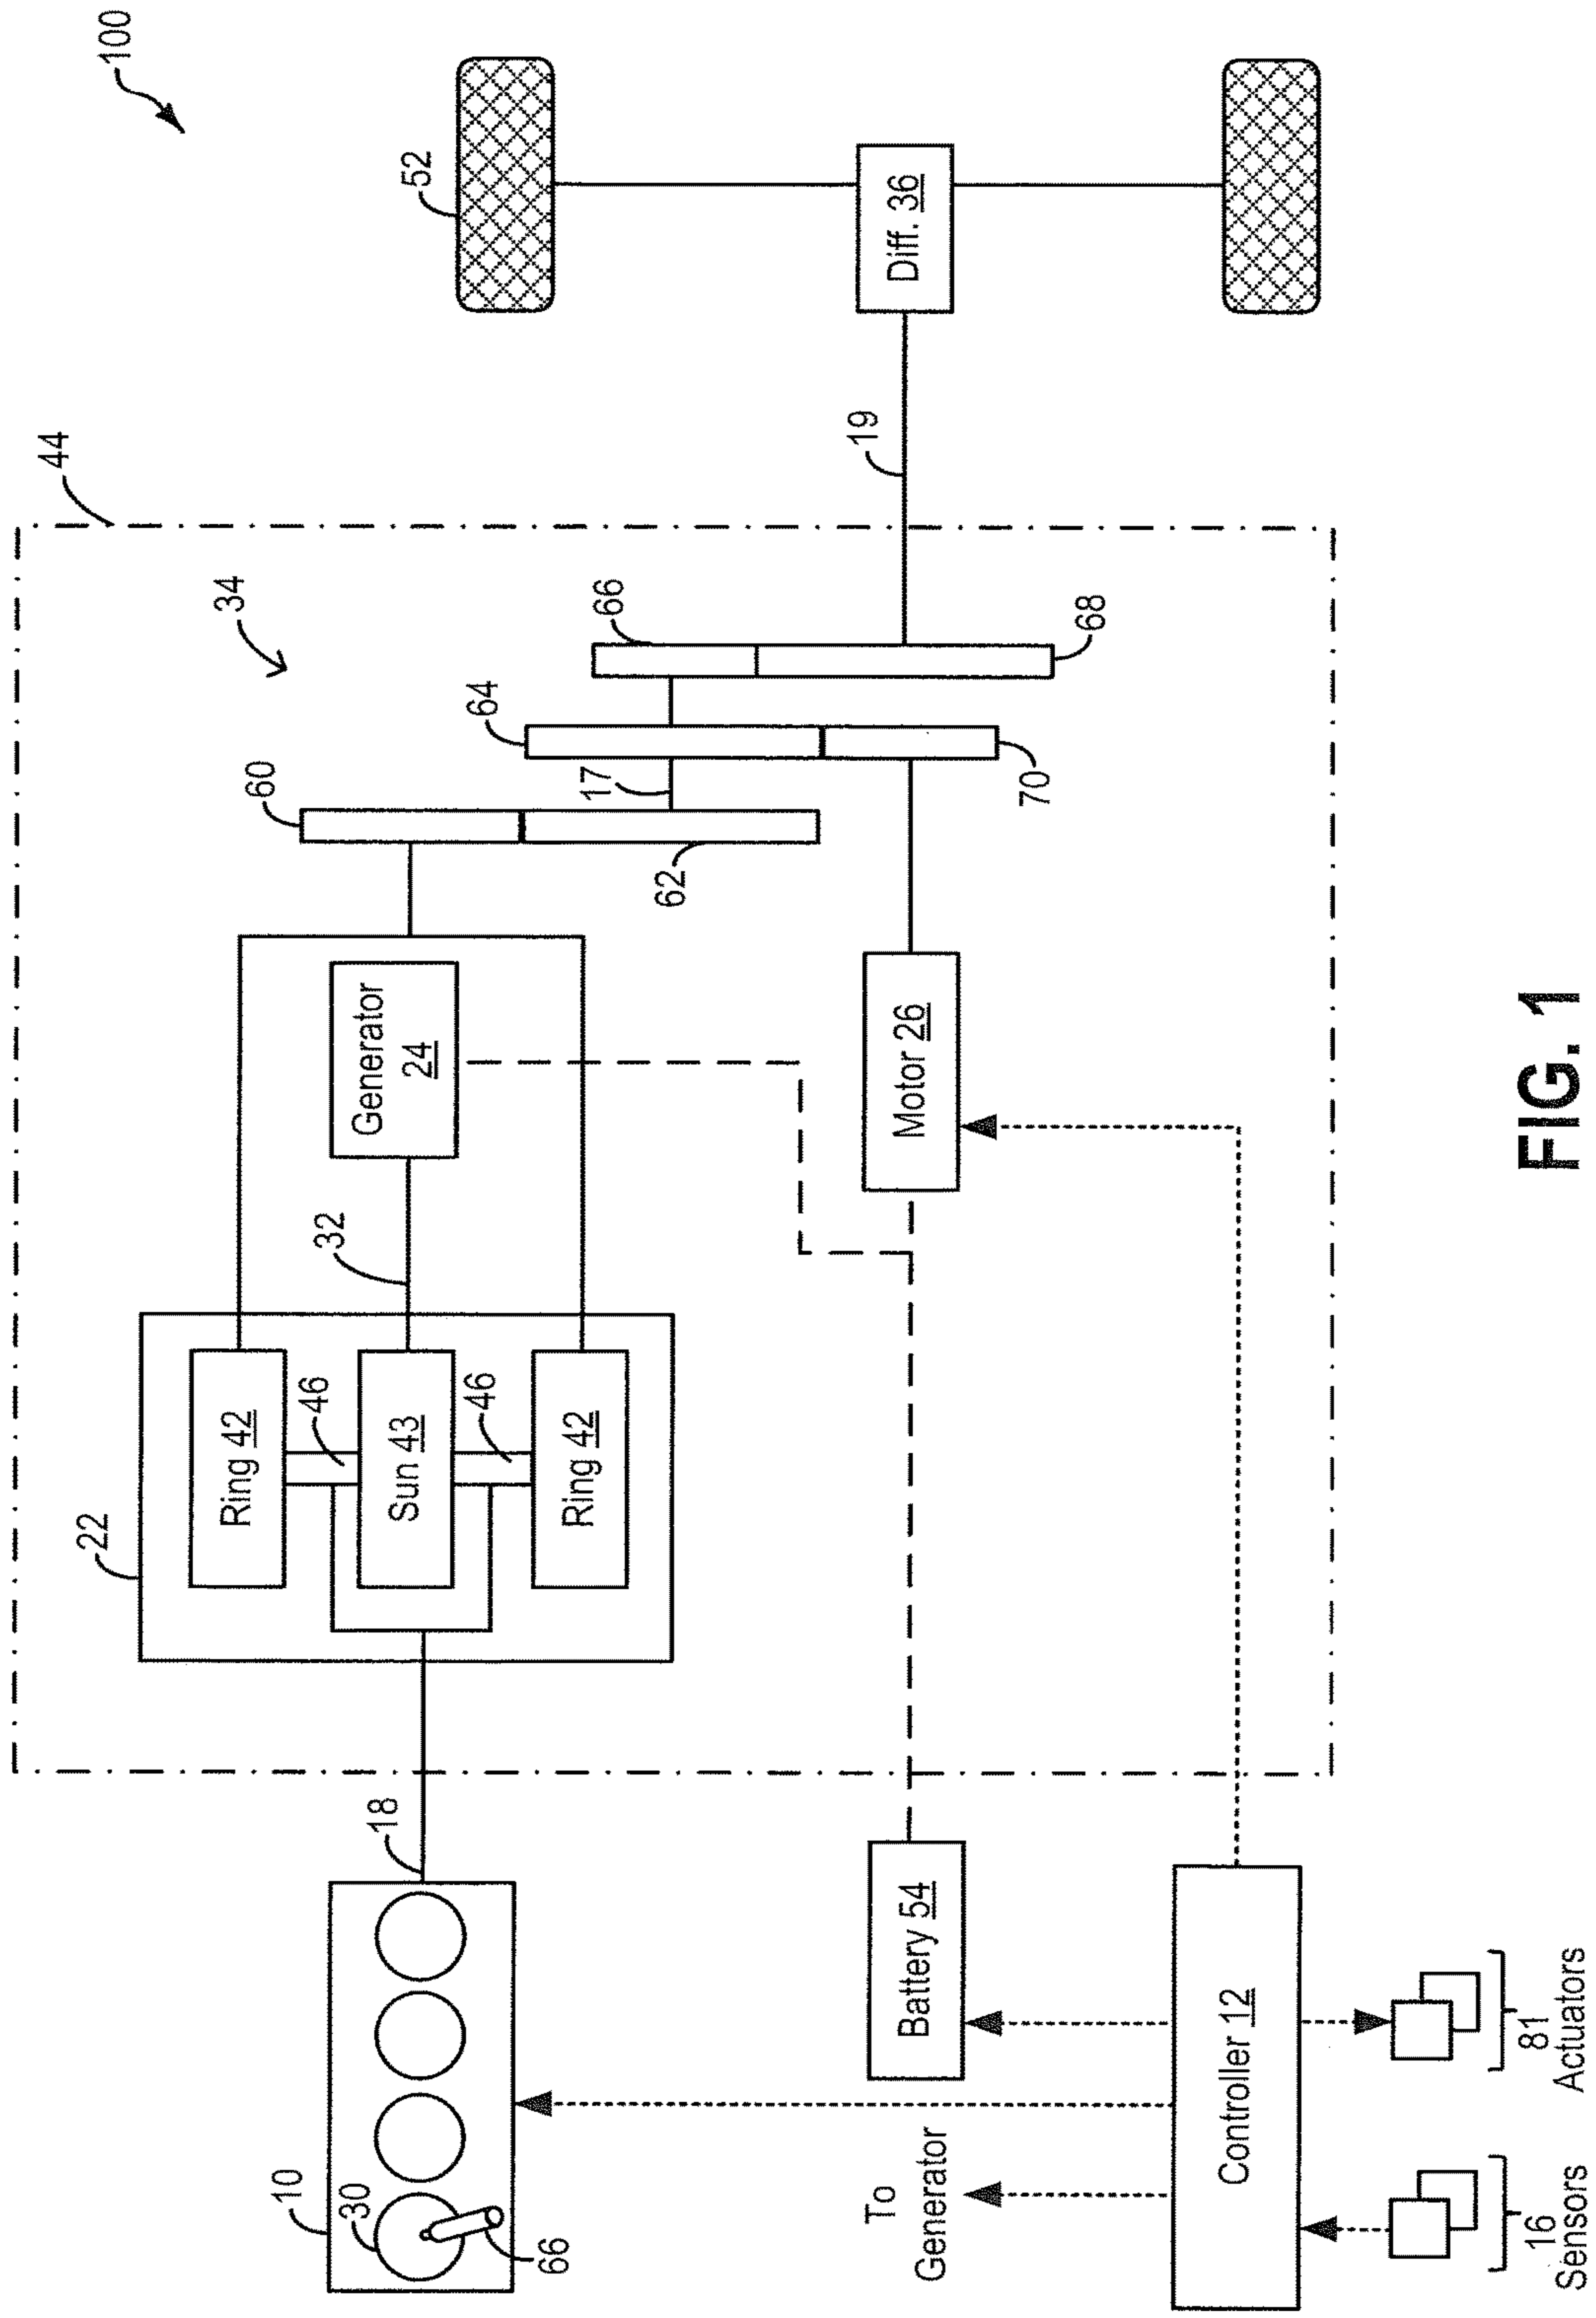 100
44
52
34
22
60
64
66
10
30
18
Ring 42
46
32
Generator
24
17
Sun 43
46
62
19
Diff. 36
66
Ring 42
70
68
Battery 54
Motor 26
To
Generator
Controller 12
16
Sensors
81
Actuators
FIG. 1